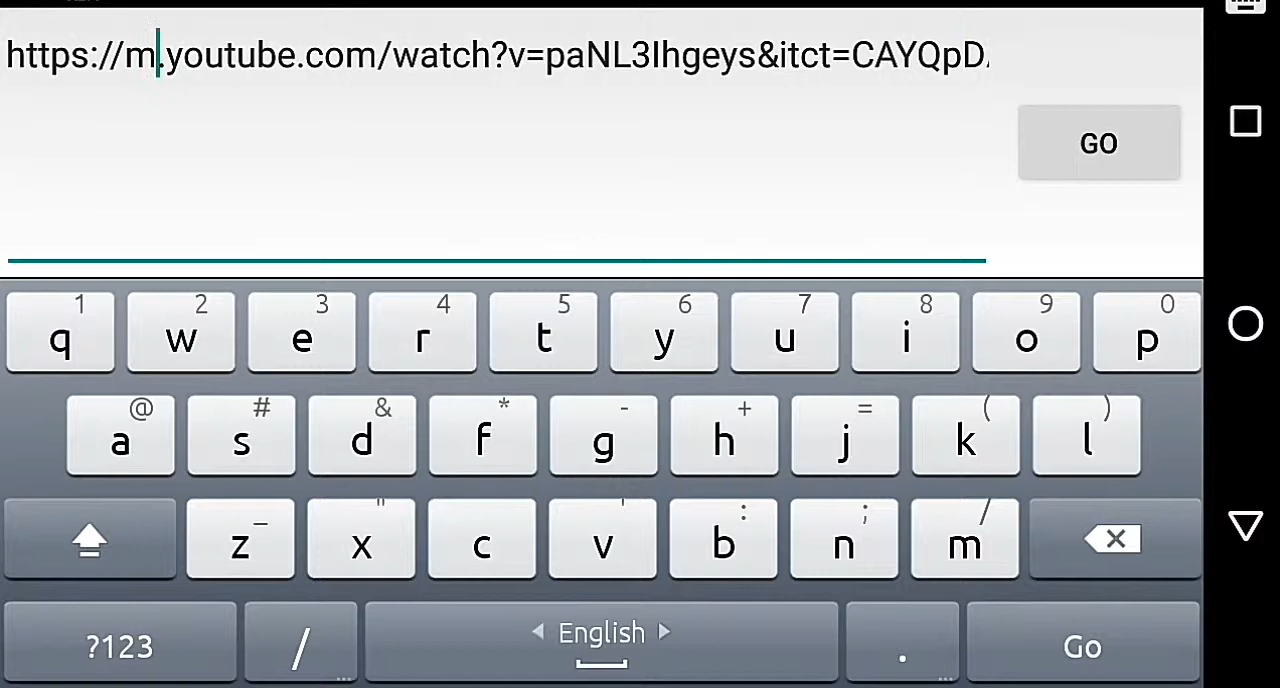 https://m.youtube.com/watch?v=paNL3Ihgeys&itct=CAYQpD
GO
1 2 3 4 5 6 7 8 9 0
q w e r t y u i o p
@ # & * - + = ( )
a s d f g h j k l
_ " ' : ; /
z x c v b n m
?123 / English . Go